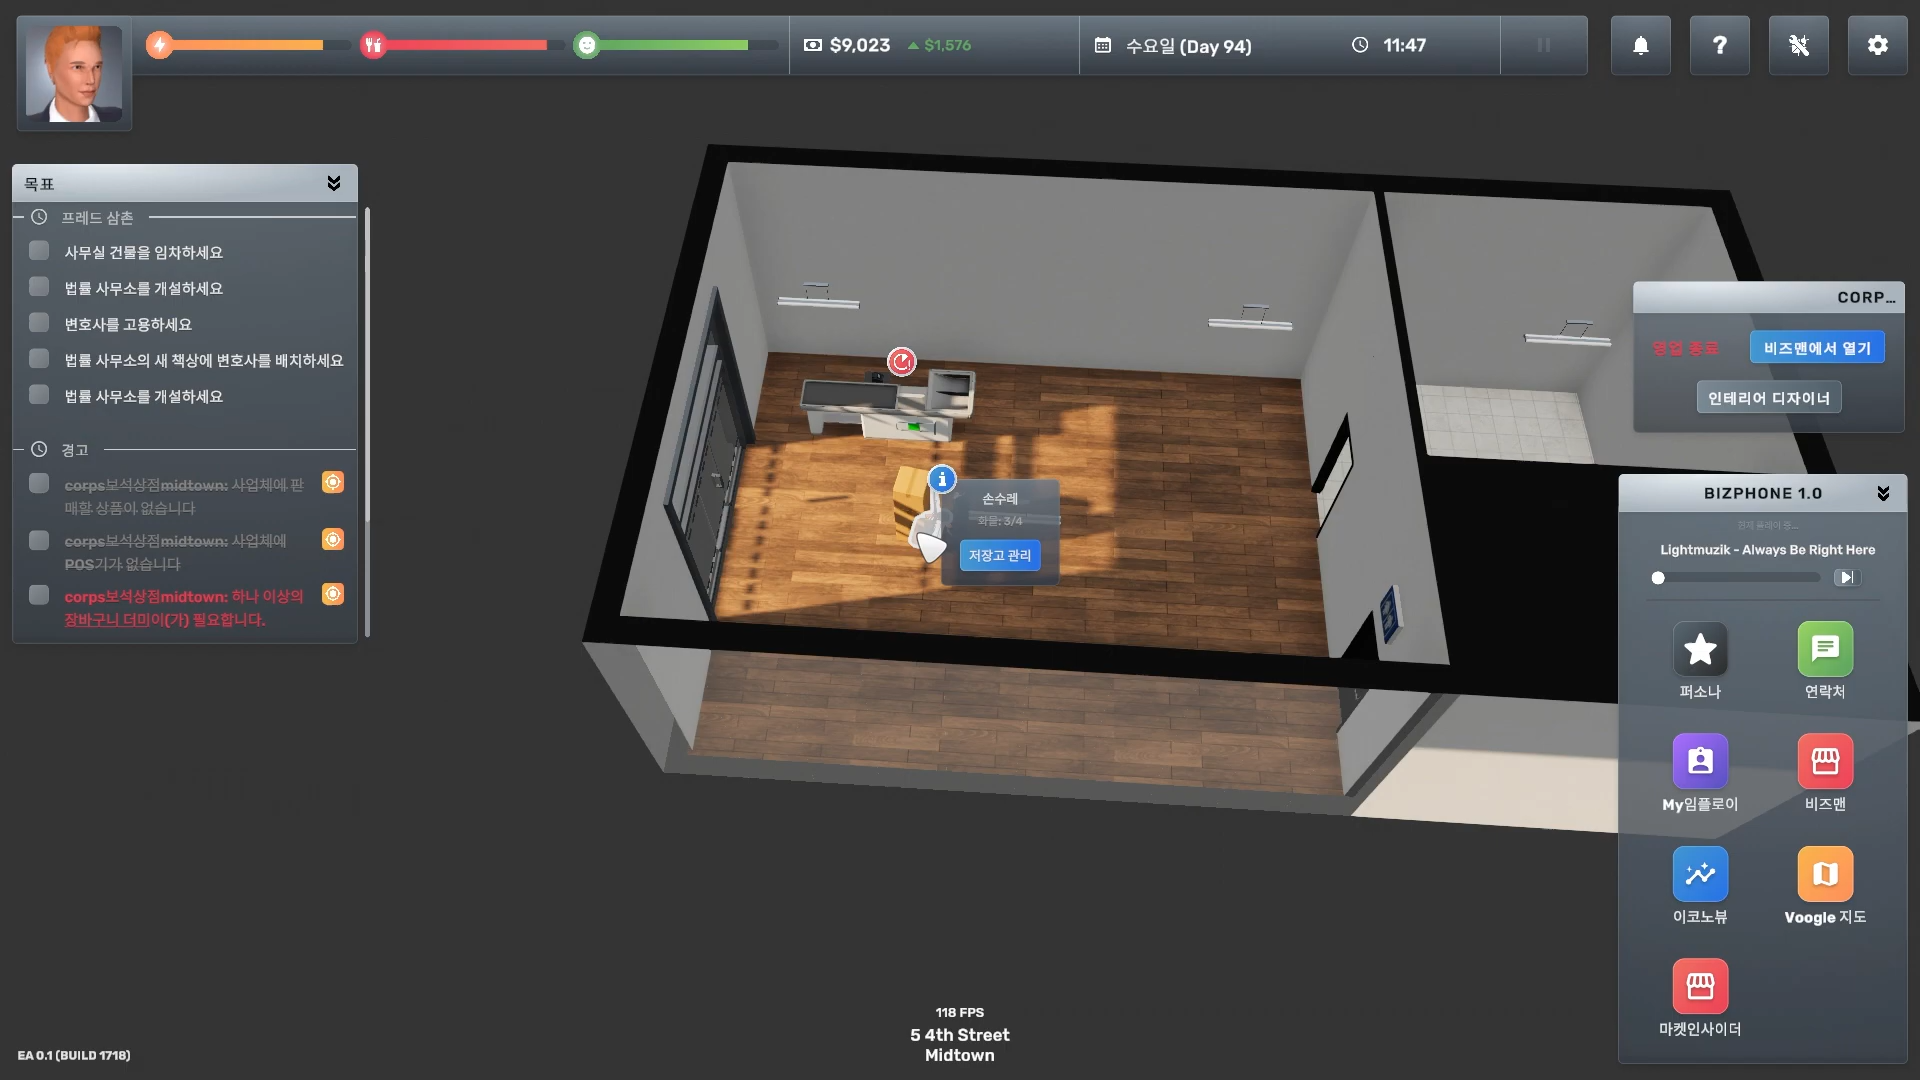 $9,023
$1,576
수요일 (Day 94)
11:47
?
목표
프레드 삼촌
사무실 건물을 임차하세요
법률 사무소를 개설하세요
변호사를 고용하세요
법률 사무소의 새 책상에 변호사를 배치하세요
법률 사무소를 개설하세요
경고
corps보석상점midtown: 사업체에 판
매할 상품이 없습니다
corps보석상점midtown: 사업체에
POS기가 없습니다
corps보석상점midtown: 하나 이상의
장바구니 더미이(가) 필요합니다.
손수레
화물: 3/4
저장고 관리
CORP...
영업 종료
비즈맨에서 열기
인테리어 디자이너
BIZPHONE 1.0
현재 플레이 중...
Lightmuzik - Always Be Right Here
퍼소나
연락처
My임플로이
비즈맨
이코노뷰
Voogle 지도
마켓인사이더
118 FPS
5 4th Street
Midtown
EA 0.1 (BUILD 1718)